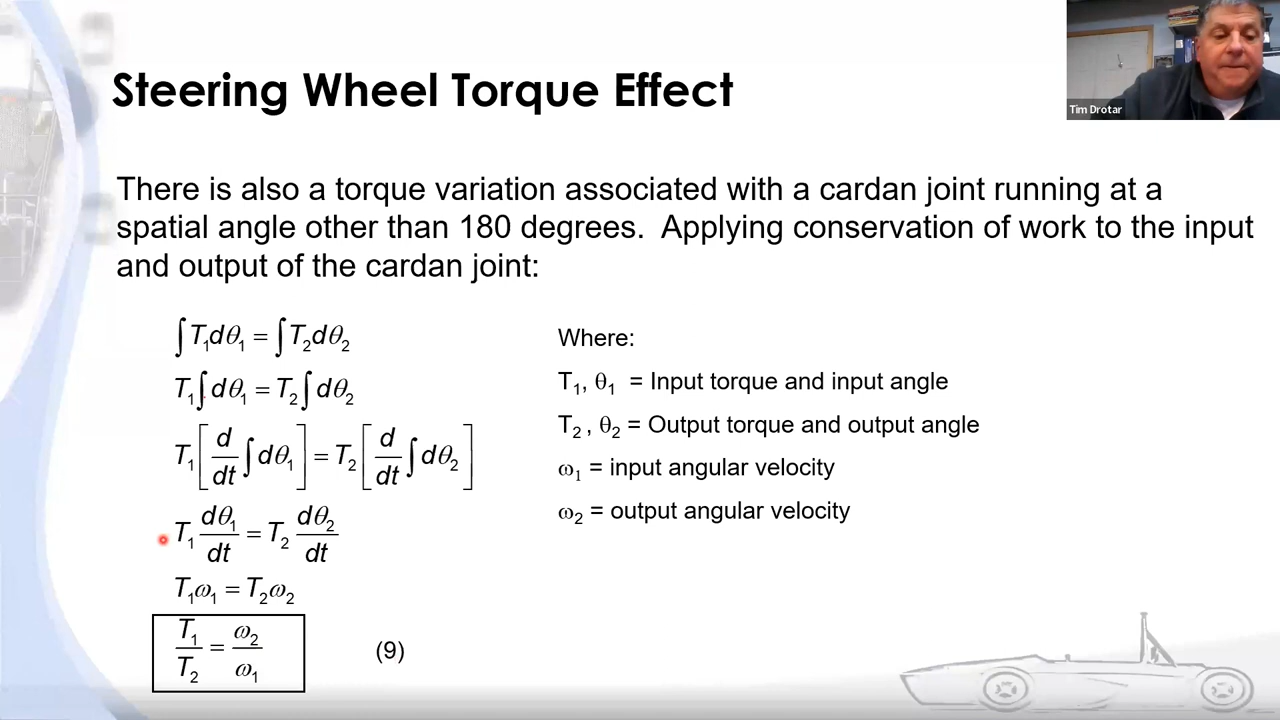 Steering Wheel Torque Effect
Tim Drotar
There is also a torque variation associated with a cardan joint running at a
spatial angle other than 180 degrees.  Applying conservation of work to the input
and output of the cardan joint:
∫T₁dθ₁ = ∫T₂dθ₂
T₁∫dθ₁ = T₂∫dθ₂
T₁[d/dt ∫dθ₁] = T₂[d/dt ∫dθ₂]
T₁ dθ₁/dt = T₂ dθ₂/dt
T₁ω₁ = T₂ω₂
T₁/T₂ = ω₂/ω₁ (9)
Where:
T₁, θ₁ = Input torque and input angle
T₂ , θ₂ = Output torque and output angle
ω₁ = input angular velocity
ω₂ = output angular velocity